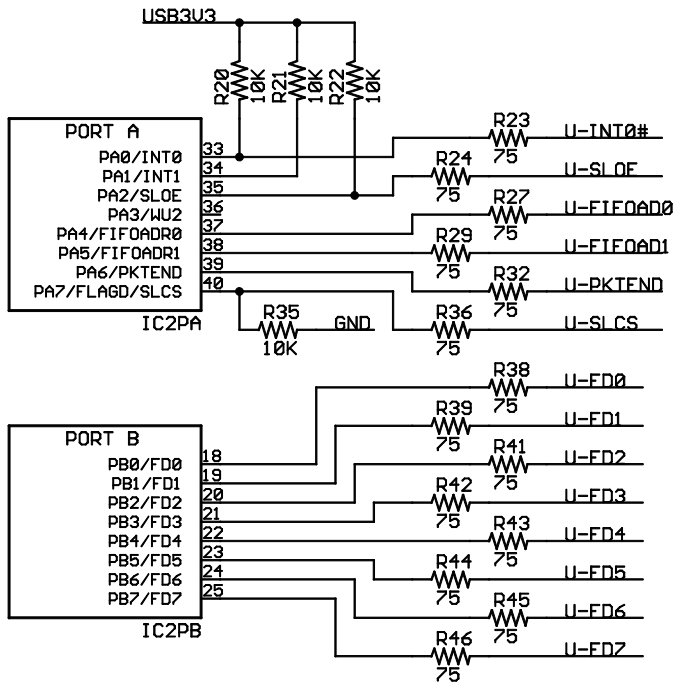 USB3V3
R20
10K
R21
10K
R22
10K
PORT A
PA0/INT0 33
PA1/INT1 34
PA2/SLOE 35
PA3/WU2 36
PA4/FIFOADR0 37
PA5/FIFOADR1 38
PA6/PKTEND 39
PA7/FLAGD/SLCS 40
IC2PA
R23
75
U-INT0#
R24
75
U-SLOE
R27
75
U-FIFOAD0
R29
75
U-FIFOAD1
R32
75
U-PKTEND
R35
10K
GND
R36
75
U-SLCS
R38
75
U-FD0
R39
75
U-FD1
PORT B
PB0/FD0 18
PB1/FD1 19
PB2/FD2 20
PB3/FD3 21
PB4/FD4 22
PB5/FD5 23
PB6/FD6 24
PB7/FD7 25
IC2PB
R41
75
U-FD2
R42
75
U-FD3
R43
75
U-FD4
R44
75
U-FD5
R45
75
U-FD6
R46
75
U-FD7